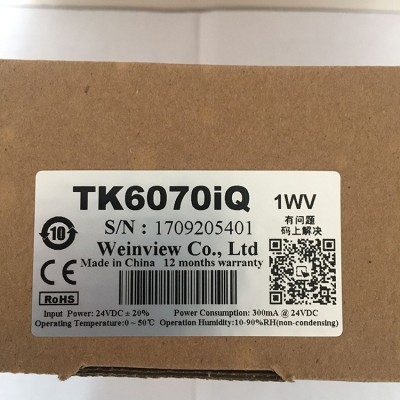 TK6070iQ 1WV
S/N : 1709205401
有问题
码上解决
Weinview Co., Ltd
Made in China 12 months warranty
10
RoHS
Input Power: 24VDC ± 20% Power Consumption: 300mA @ 24VDC
Operating Temperature:0~50℃ Operation Humidity:10-90%RH(non-condensing)